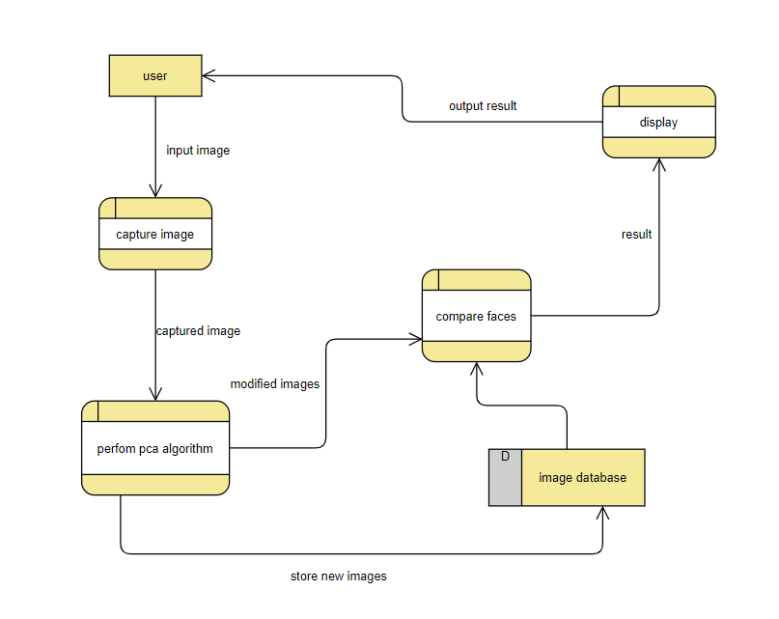 user
output result
display
input image
capture image
result
compare faces
captured image
modified images
perfom pca algorithm
D
image database
store new images